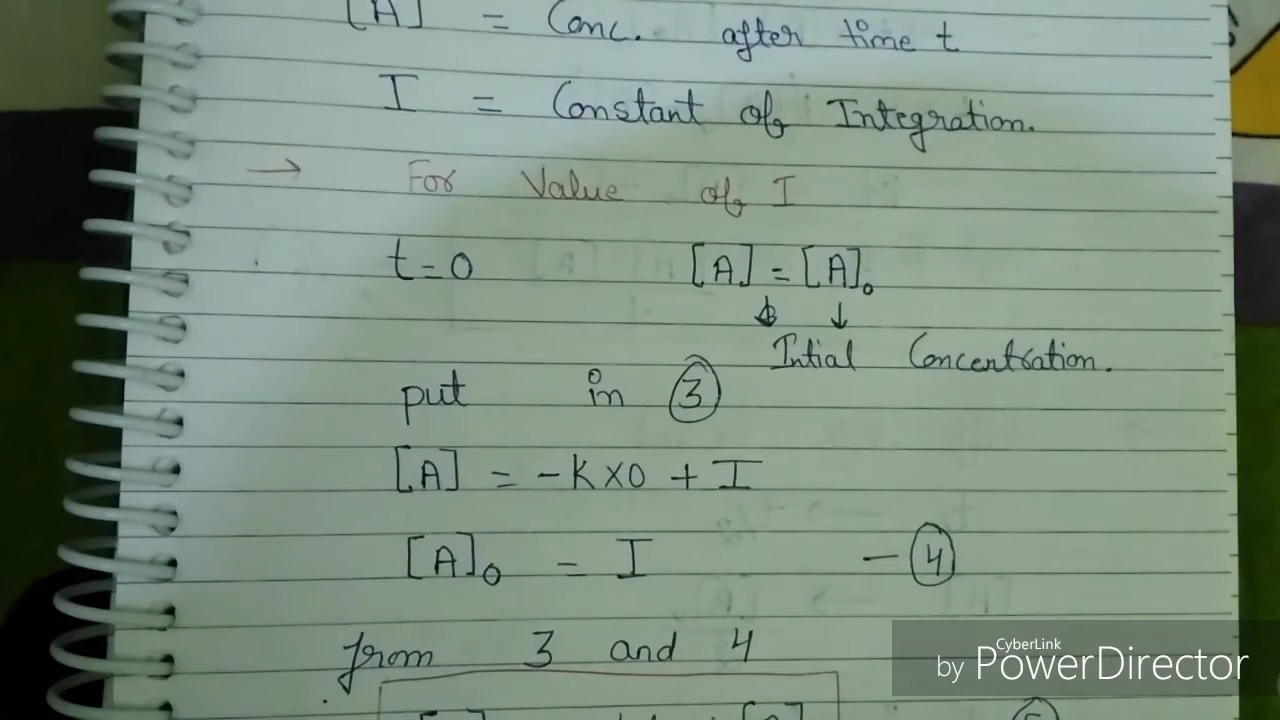 [A] = Conc. after time t
I = Constant of Integration.
→ For Value of I
t=0 [A] = [A]₀
↓ ↓
Intial Concentration.
put in ③
[A] = -K×0 + I
[A]₀ = I - ④
from 3 and 4
CyberLink
by PowerDirector